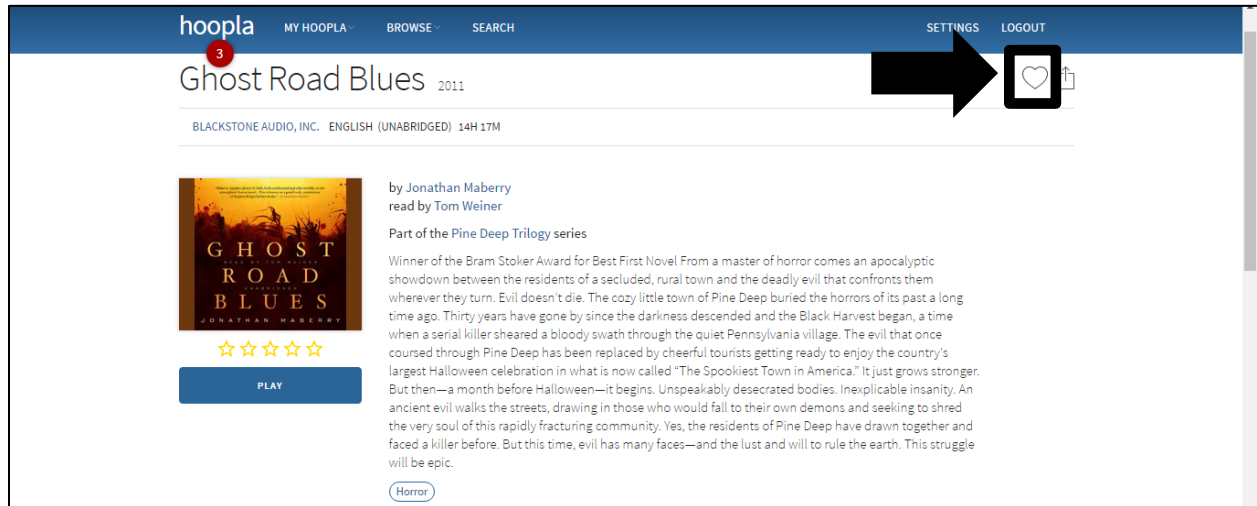 hoopla MY HOOPLA BROWSE SEARCH SETTINGS LOGOUT
3
Ghost Road Blues 2011
BLACKSTONE AUDIO, INC. ENGLISH (UNABRIDGED) 14H 17M
by Jonathan Maberry
read by Tom Weiner
Part of the Pine Deep Trilogy series
Winner of the Bram Stoker Award for Best First Novel From a master of horror comes an apocalyptic
showdown between the residents of a secluded, rural town and the deadly evil that confronts them
wherever they turn. Evil doesn't die. The cozy little town of Pine Deep buried the horrors of its past a long
time ago. Thirty years have gone by since the darkness descended and the Black Harvest began, a time
when a serial killer sheared a bloody swath through the quiet Pennsylvania village. The evil that once
coursed through Pine Deep has been replaced by cheerful tourists getting ready to enjoy the country's
largest Halloween celebration in what is now called "The Spookiest Town in America." It just grows stronger.
But then—a month before Halloween—it begins. Unspeakably desecrated bodies. Inexplicable insanity. An
ancient evil walks the streets, drawing in those who would fall to their own demons and seeking to shred
the very soul of this rapidly fracturing community. Yes, the residents of Pine Deep have drawn together and
faced a killer before. But this time, evil has many faces—and the lust and will to rule the earth. This struggle
will be epic.
Horror
GHOST
READ BY TOM WEINER
ROAD
UNABRIDGED
BLUES
JONATHAN MABERRY
PLAY